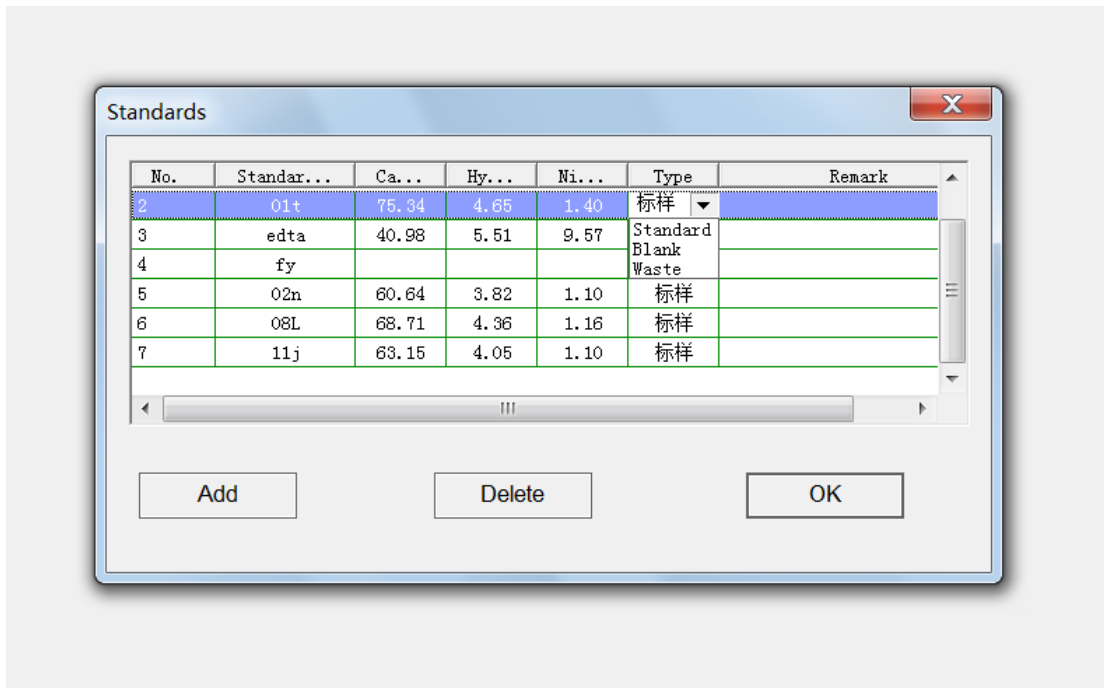 Standards
No. Standar... Ca... Hy... Ni... Type Remark
2 01t 75.34 4.65 1.40 标样
3 edta 40.98 5.51 9.57 Standard
Blank
4 fy Waste
5 02n 60.64 3.82 1.10 标样
6 08L 68.71 4.36 1.16 标样
7 11j 63.15 4.05 1.10 标样
Add Delete OK